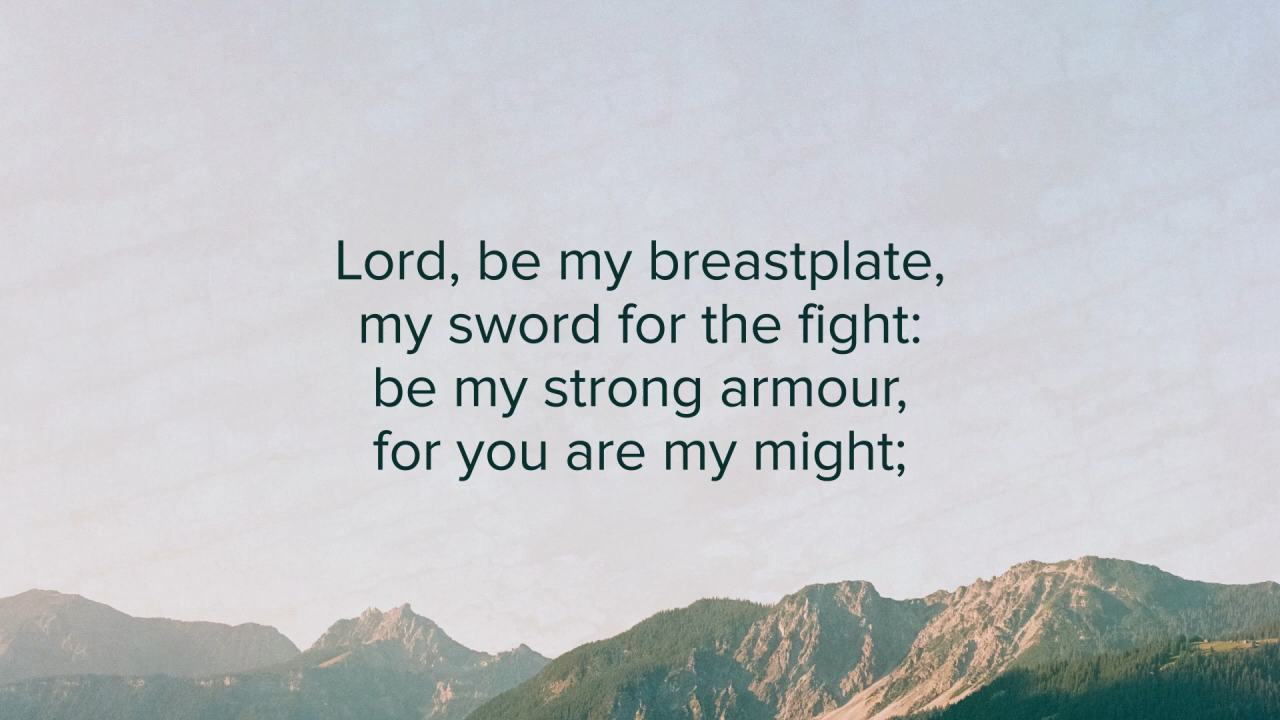 Lord, be my breastplate,
my sword for the fight:
be my strong armour,
for you are my might;